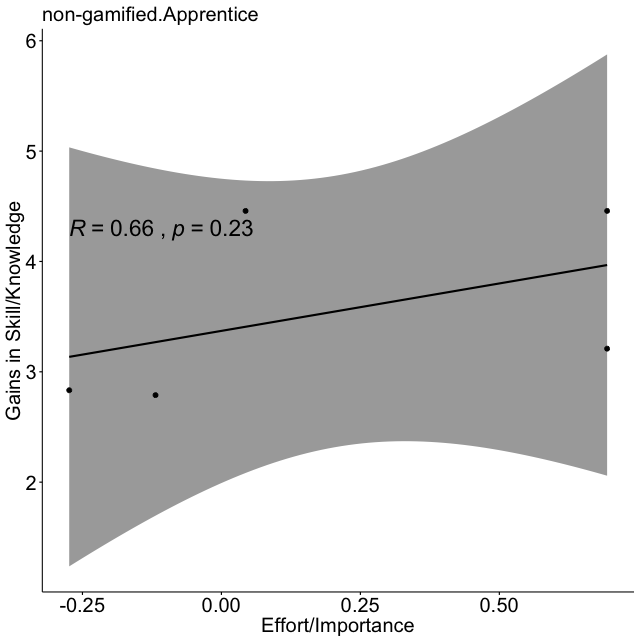 non-gamified.Apprentice
6
5
R = 0.66 , p = 0.23
4
3
2
Gains in Skill/Knowledge
-0.25 0.00 0.25 0.50
Effort/Importance